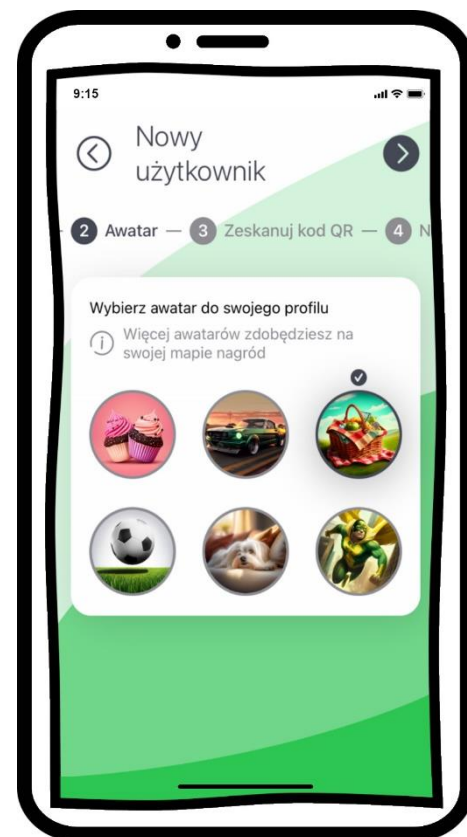 9:15
Nowy
użytkownik
2 Awatar — 3 Zeskanuj kod QR — 4 N
Wybierz awatar do swojego profilu
Więcej awatarów zdobędziesz na
swojej mapie nagród